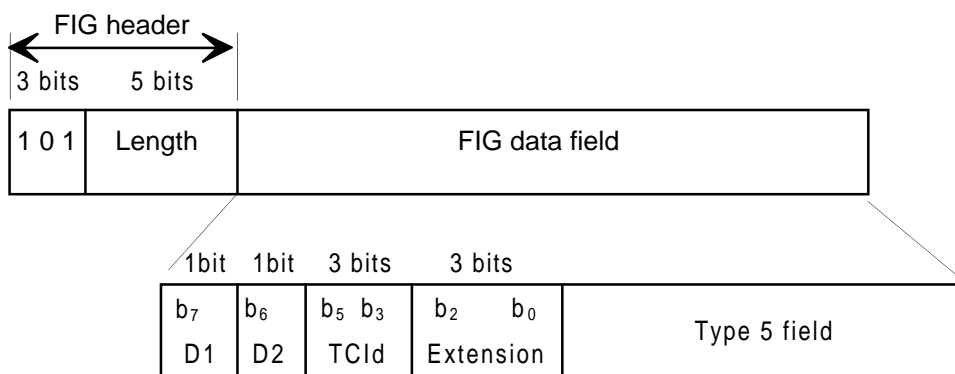 FIG header
3 bits 5 bits
1 0 1 Length FIG data field
1bit 1bit 3 bits 3 bits
b7 b6 b5 b3 b2 b0
D1 D2 TCId Extension Type 5 field